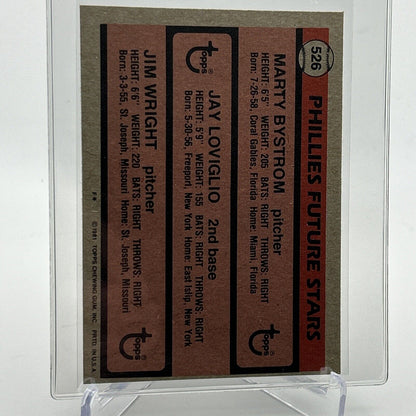 526
PHILLIES FUTURE STARS
MARTY BYSTROM pitcher
HEIGHT: 6'5" WEIGHT: 205 BATS: RIGHT THROWS: RIGHT
Born: 7-26-58, Coral Gables, Florida Home: Miami, Florida
Topps®
JAY LOVIGLIO 2nd base
HEIGHT: 5'9" WEIGHT: 155 BATS: RIGHT THROWS: RIGHT
Born: 5-30-56, Freeport, New York Home: East Islip, New York
Topps®
JIM WRIGHT pitcher
HEIGHT: 6'6" WEIGHT: 220 BATS: RIGHT THROWS: RIGHT
Born: 3-3-55, St. Joseph, Missouri Home: St. Joseph, Missouri
Topps®
F* © 1981 TOPPS CHEWING GUM, INC. PRTD. IN U.S.A.